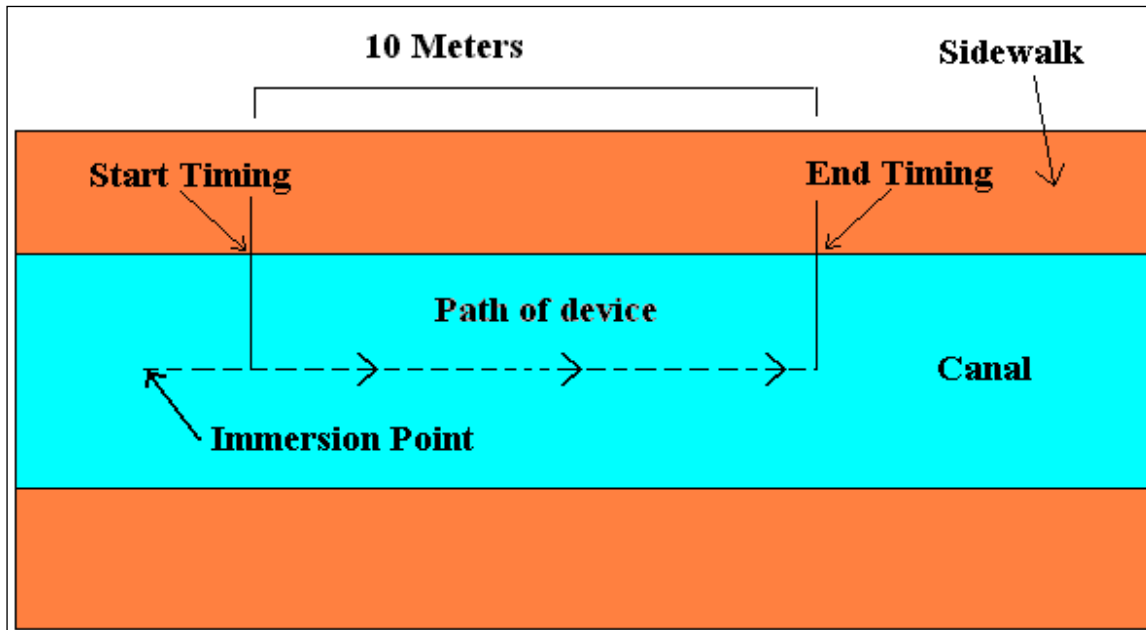 10 Meters
Sidewalk
Start Timing
End Timing
Path of device
Canal
Immersion Point